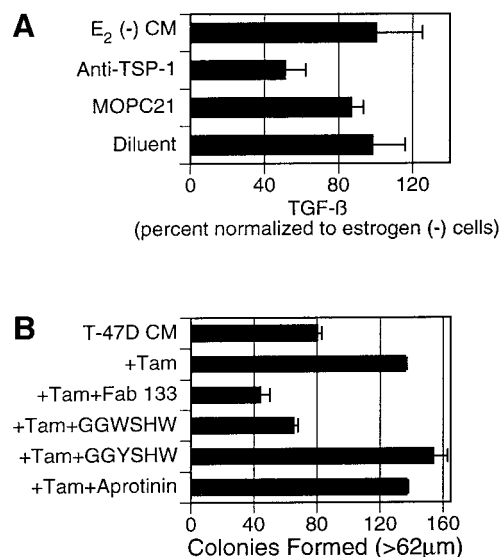 A
E₂ (-) CM
Anti-TSP-1
MOPC21
Diluent
0 40 80 120
TGF-ß
(percent normalized to estrogen (-) cells)
B
T-47D CM
+Tam
+Tam+Fab 133
+Tam+GGWSHW
+Tam+GGYSHW
+Tam+Aprotinin
0 40 80 120 160
Colonies Formed (>62µm)